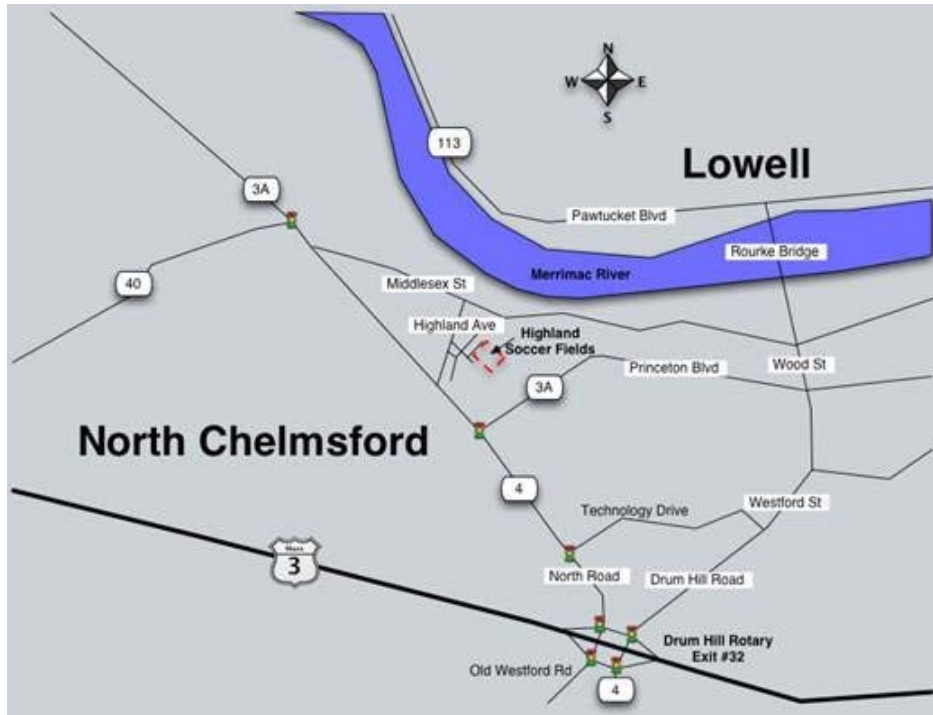 N
W E
S
113
Lowell
3A
Pawtucket Blvd
Rourke Bridge
Merrimac River
40
Middlesex St
Highland Ave
Highland
Soccer Fields
Wood St
Princeton Blvd
3A
North Chelmsford
4
Westford St
Technology Drive
Mass
3
North Road
Drum Hill Road
Drum Hill Rotary
Exit #32
Old Westford Rd
4